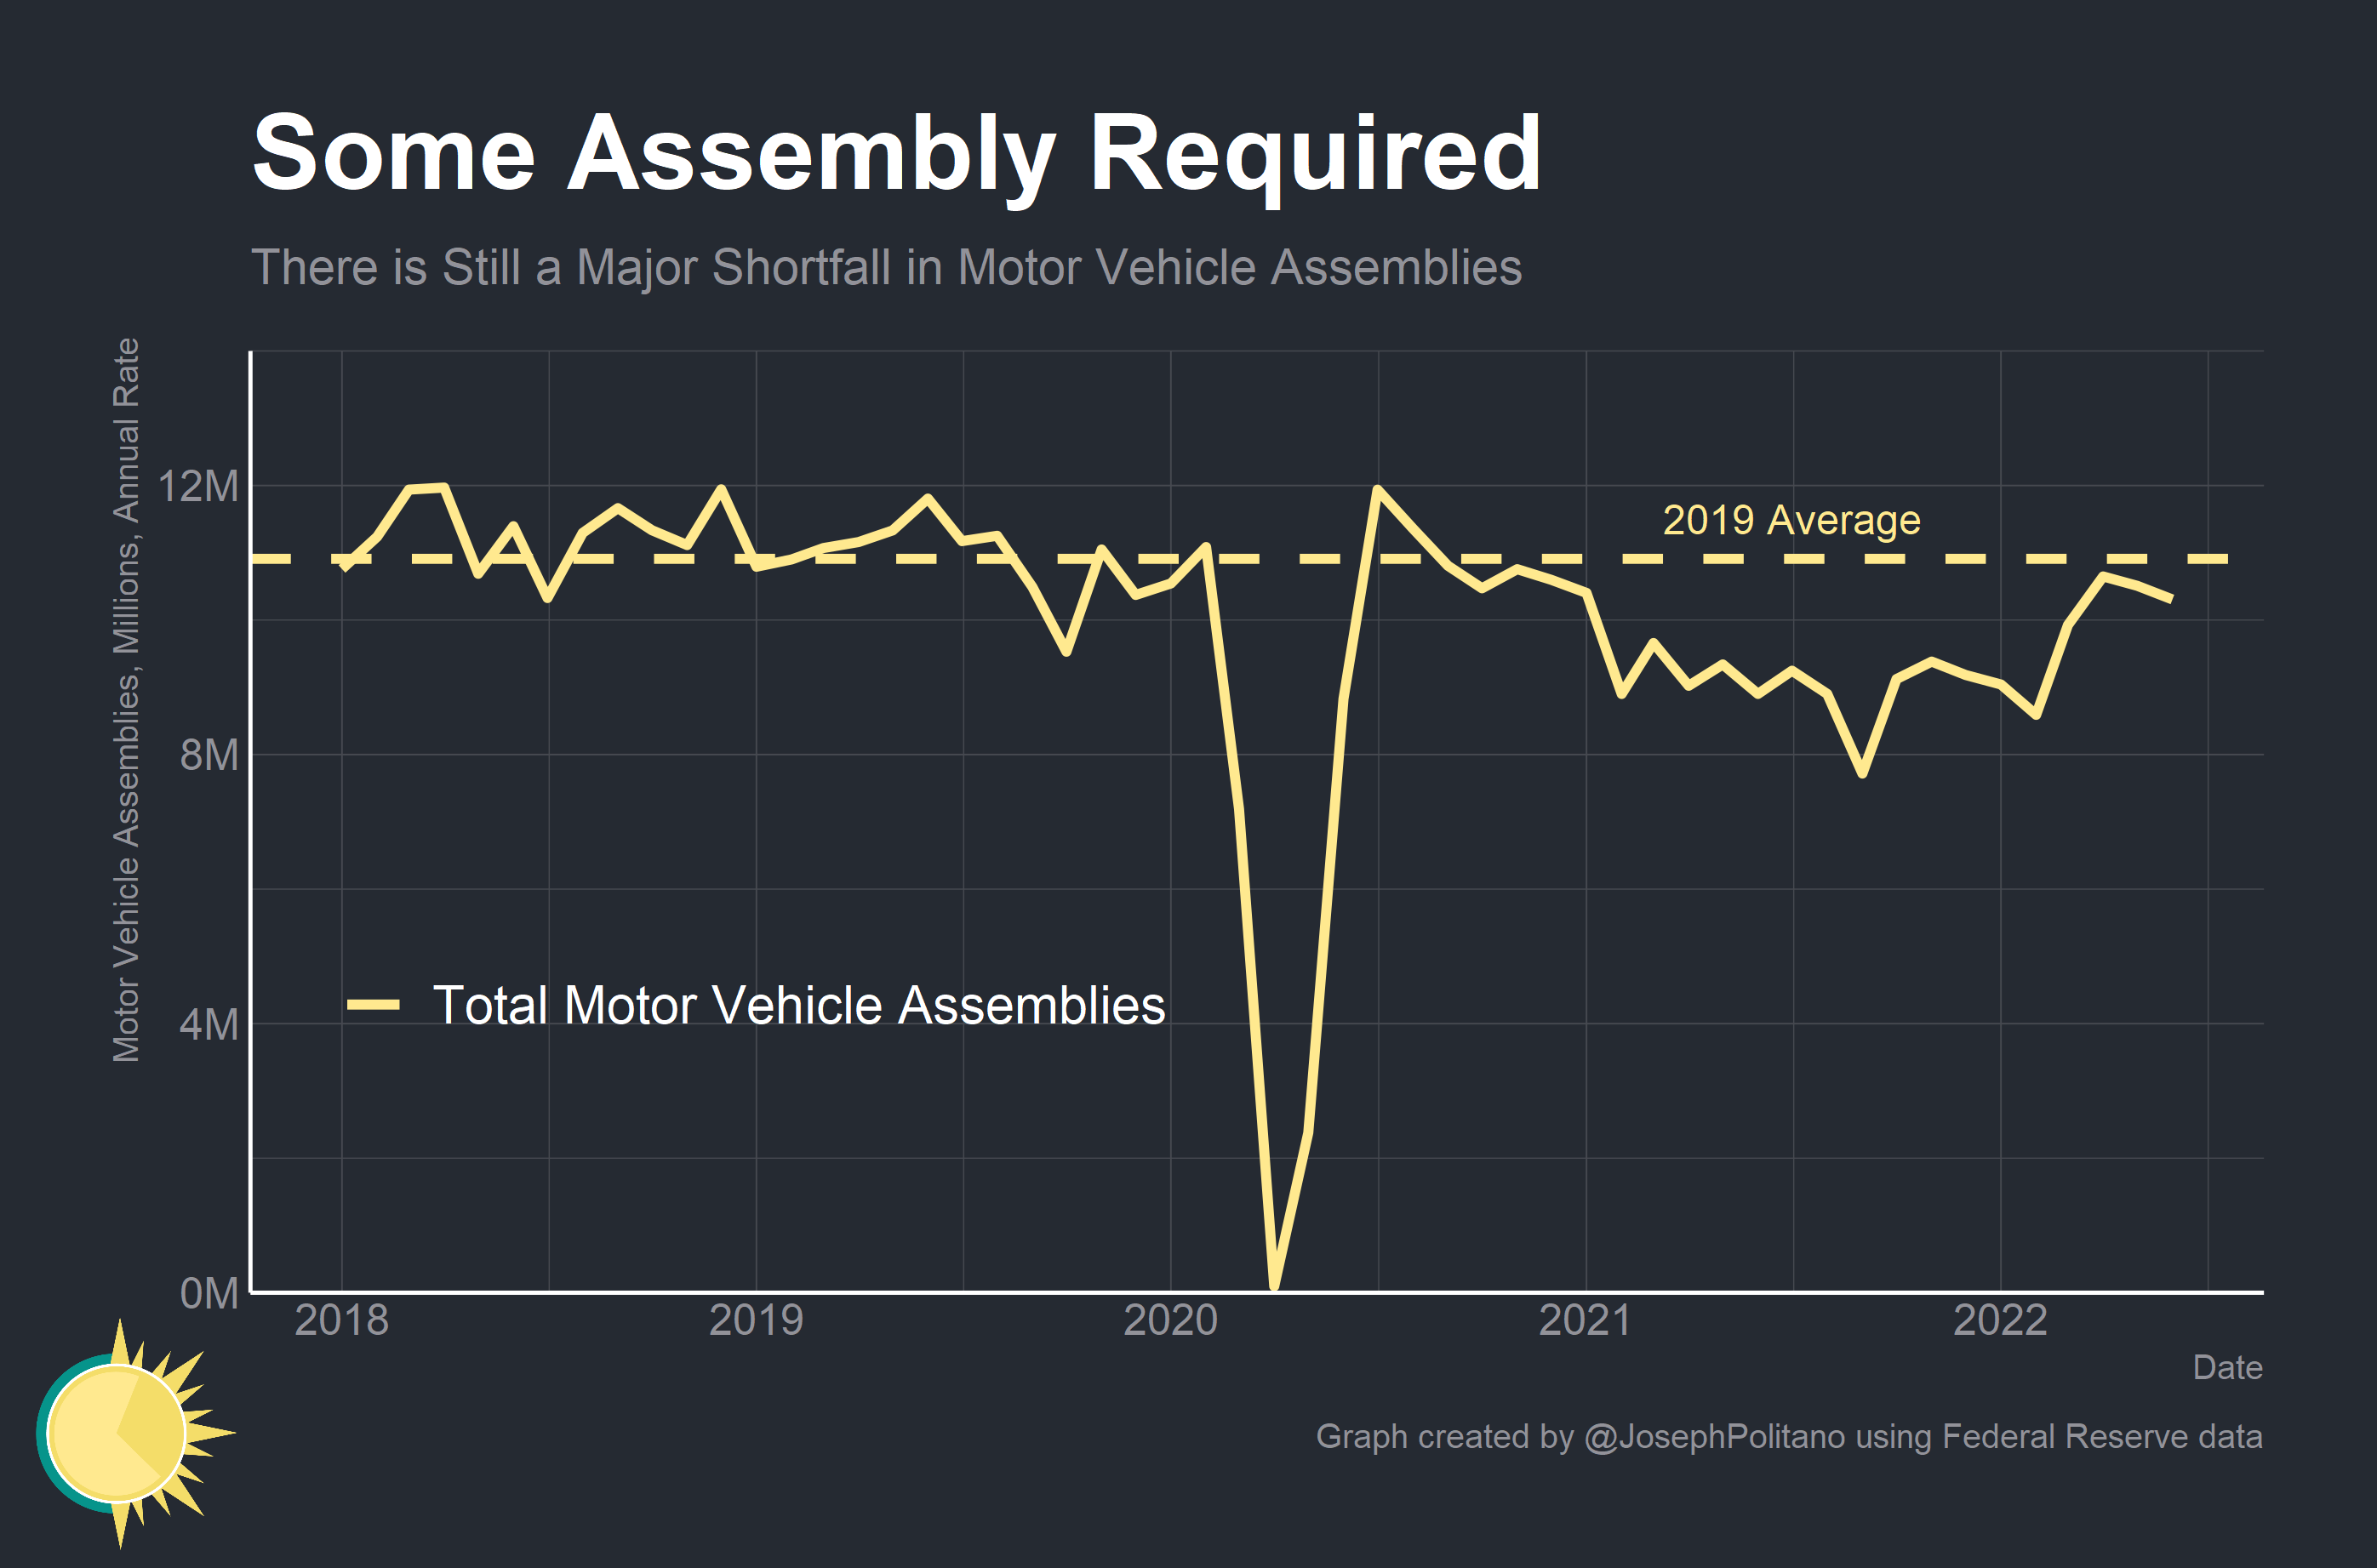 Some Assembly Required
There is Still a Major Shortfall in Motor Vehicle Assemblies
Motor Vehicle Assemblies, Millions, Annual Rate
12M
8M
4M
0M
2019 Average
Total Motor Vehicle Assemblies
2018
2019
2020
2021
2022
Date
Graph created by @JosephPolitano using Federal Reserve data